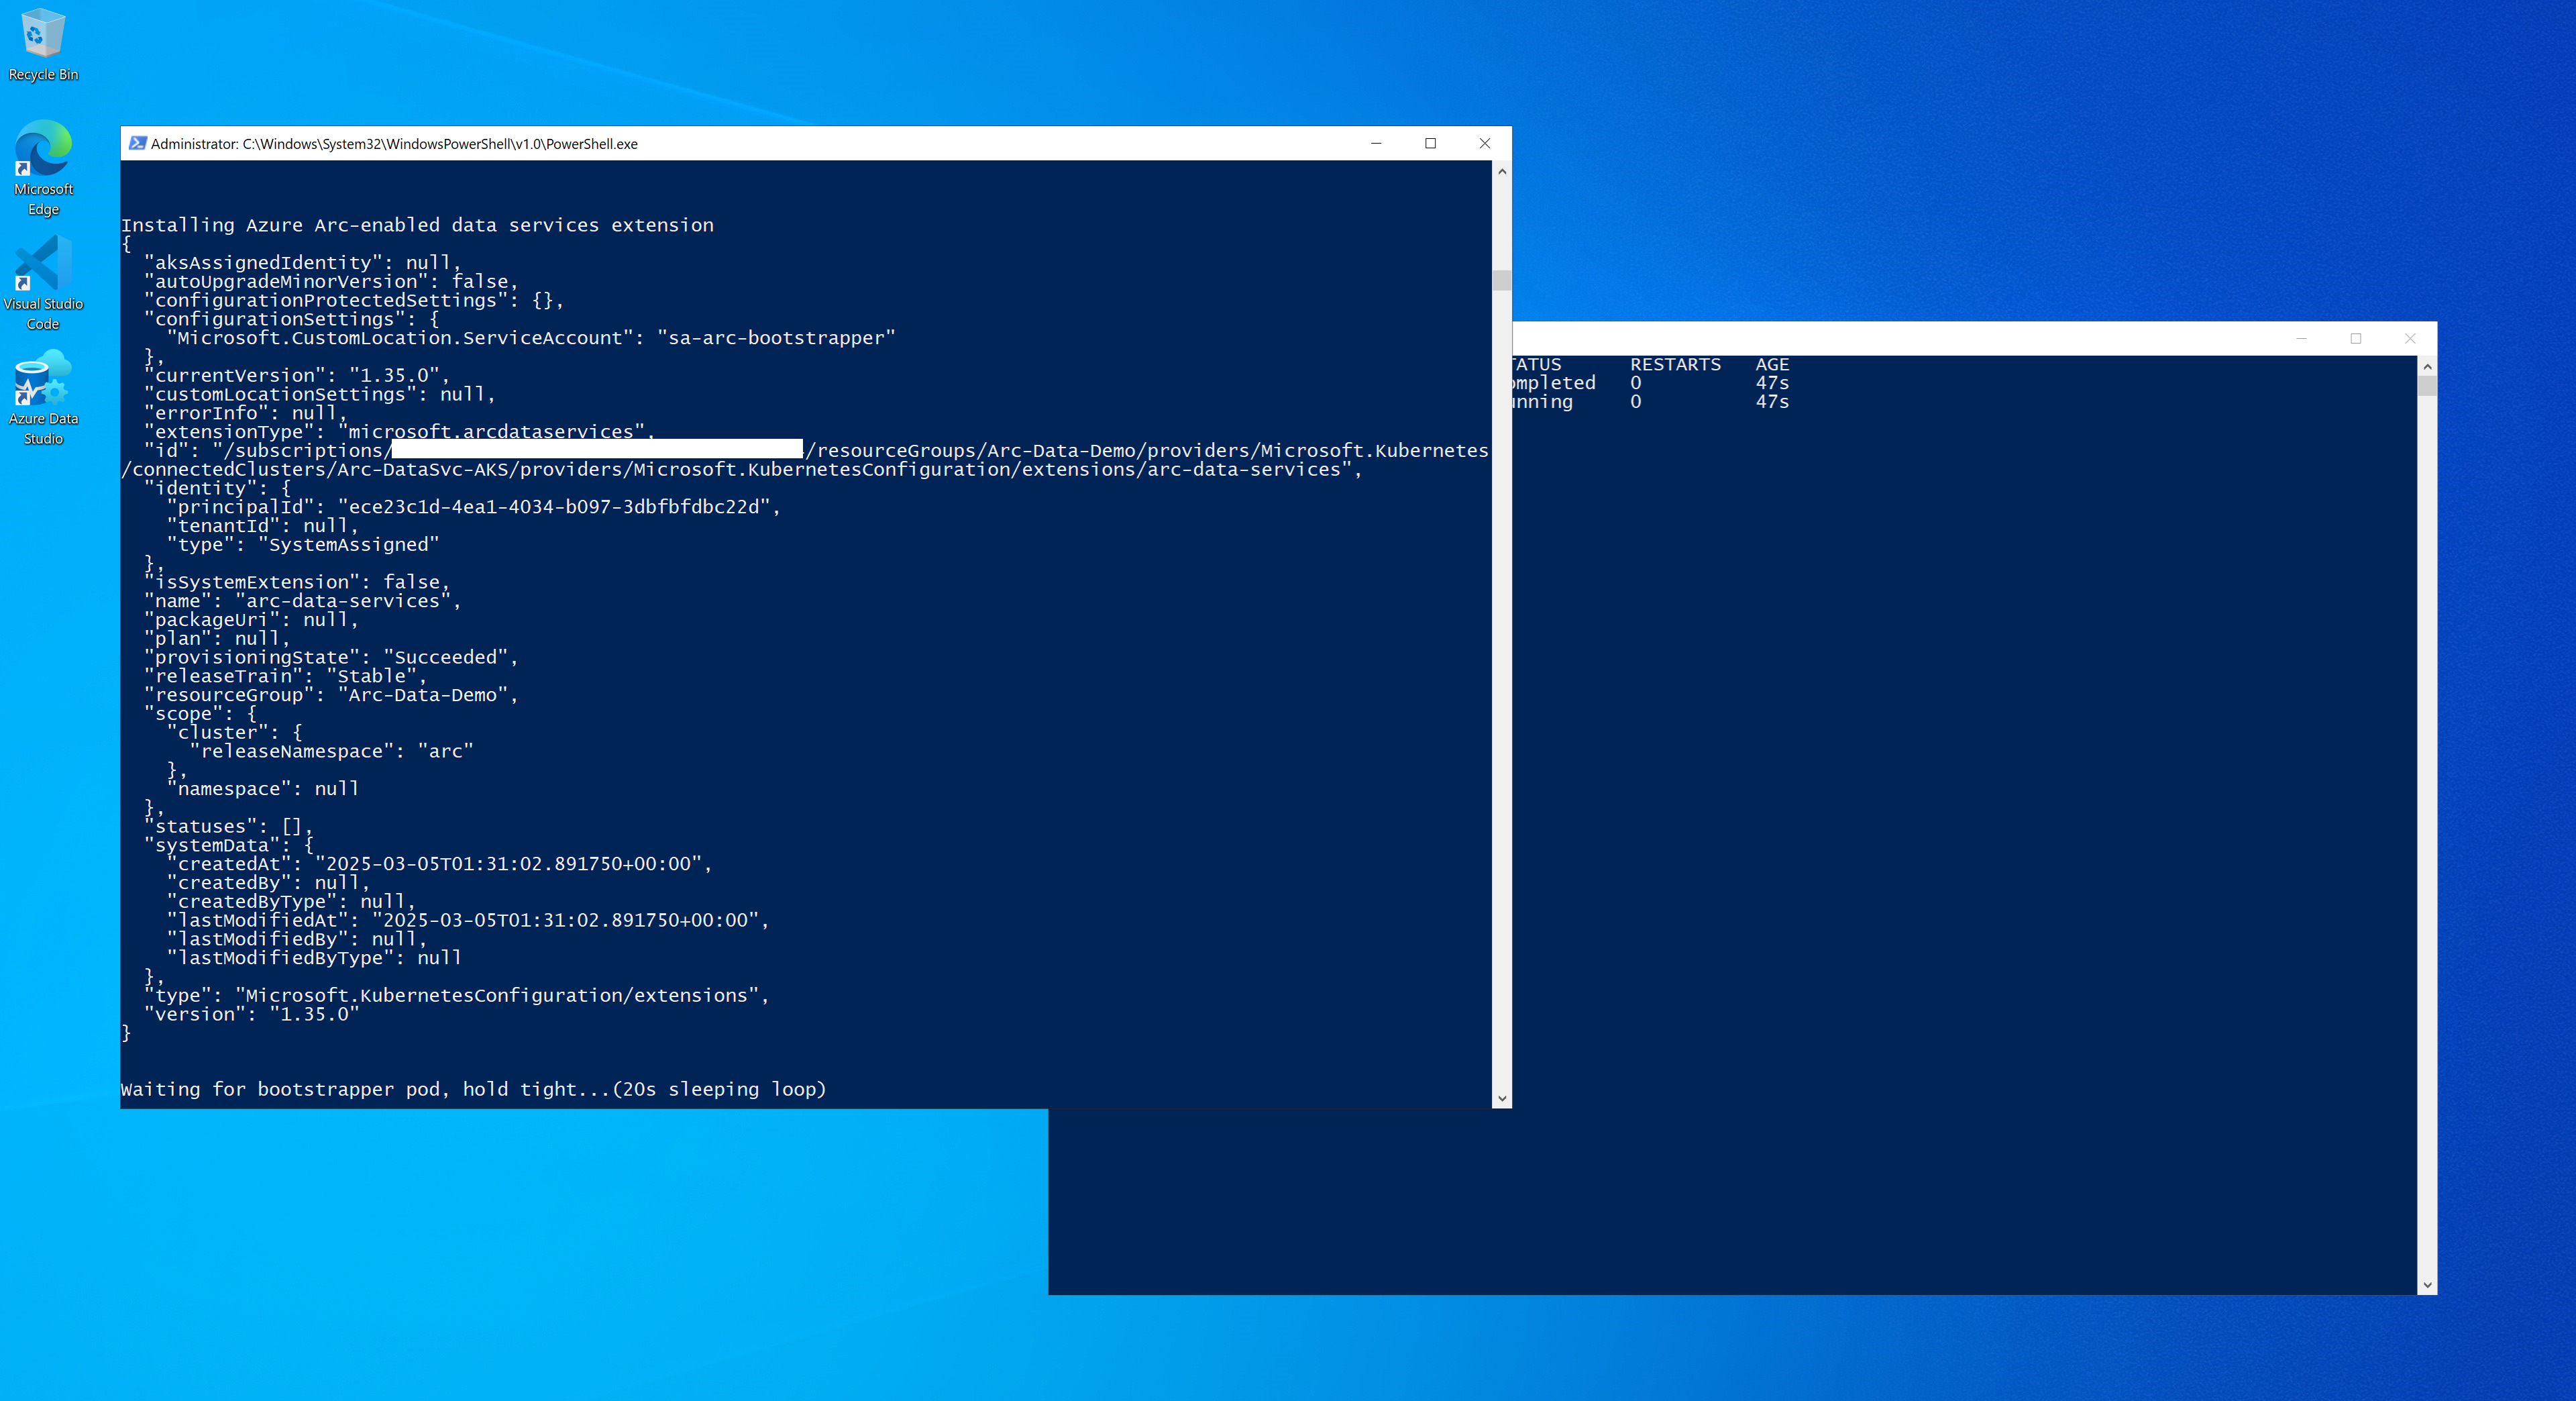 Recycle Bin
Microsoft
Edge
Visual Studio
Code
Azure Data
Studio
Administrator: C:\Windows\System32\WindowsPowerShell\v1.0\PowerShell.exe
Installing Azure Arc-enabled data services extension
{
  "aksAssignedIdentity": null,
  "autoUpgradeMinorVersion": false,
  "configurationProtectedSettings": {},
  "configurationSettings": {
    "Microsoft.CustomLocation.ServiceAccount": "sa-arc-bootstrapper"
  },
  "currentVersion": "1.35.0",
  "customLocationSettings": null,
  "errorInfo": null,
  "extensionType": "microsoft.arcdataservices",
  "id": "/subscriptions/ /resourceGroups/Arc-Data-Demo/providers/Microsoft.Kubernetes
/connectedClusters/Arc-DataSvc-AKS/providers/Microsoft.KubernetesConfiguration/extensions/arc-data-services",
  "identity": {
    "principalId": "ece23c1d-4ea1-4034-b097-3dbfbfdbc22d",
    "tenantId": null,
    "type": "SystemAssigned"
  },
  "isSystemExtension": false,
  "name": "arc-data-services",
  "packageUri": null,
  "plan": null,
  "provisioningState": "Succeeded",
  "releaseTrain": "Stable",
  "resourceGroup": "Arc-Data-Demo",
  "scope": {
    "cluster": {
      "releaseNamespace": "arc"
    },
    "namespace": null
  },
  "statuses": [],
  "systemData": {
    "createdAt": "2025-03-05T01:31:02.891750+00:00",
    "createdBy": null,
    "createdByType": null,
    "lastModifiedAt": "2025-03-05T01:31:02.891750+00:00",
    "lastModifiedBy": null,
    "lastModifiedByType": null
  },
  "type": "Microsoft.KubernetesConfiguration/extensions",
  "version": "1.35.0"
}
Waiting for bootstrapper pod, hold tight...(20s sleeping loop)
TATUS RESTARTS AGE
ompleted 0 47s
unning 0 47s